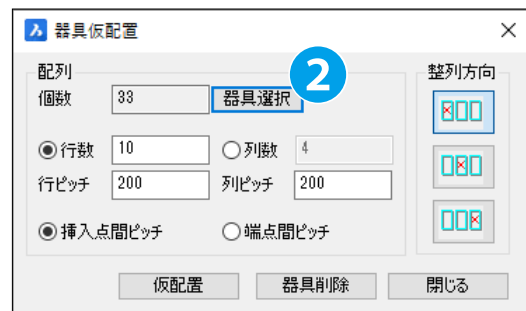 器具仮配置
配列
個数 33 器具選択 2
行数 10 列数 4
行ピッチ 200 列ピッチ 200
挿入点間ピッチ 端点間ピッチ
整列方向
仮配置 器具削除 閉じる